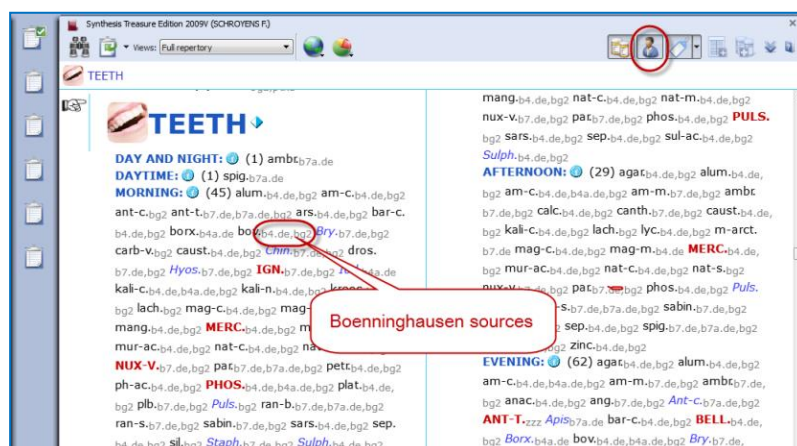 Synthesis Treasure Edition 2009V (SCHROYENS F.)
Views: Full repertory
TEETH
TEETH
DAY AND NIGHT: (1) ambr.b7a.de
DAYTIME: (1) spig.b7a.de
MORNING: (45) alum.b4.de,bg2 am-c.b4.de,bg2
ant-c.bg2 ant-t.b7.de,b7a.de,bg2 ars.b4.de,bg2 bar-c.
b4.de,bg2 borx.b4a.de bov.b4.de,bg2 Bry.b7.de,bg2
carb-v.bg2 caust.b4.de,bg2 Chin.b7.de,bg2 dros.
b7.de,bg2 Hyos.b7.de,bg2 IGN.b7.de,bg2
kali-c.b4.de,b4a.de,bg2 kali-n.b4.de,bg2
bg2 lach.bg2 mag-c.b4.de,bg2
mang.b4.de,bg2 MERC.b4.de,bg2
mur-ac.b4.de,bg2 nat-c.b4.de,bg2
NUX-V.b7.de,bg2 par.b7.de,b7a.de,bg2 petr.b4.de,bg2
ph-ac.b4.de,bg2 PHOS.b4.de,b4a.de,bg2 plat.b4.de,
bg2 plb.b7.de,bg2 Puls.bg2 ran-b.b7.de,b7a.de,bg2
ran-s.b7.de,bg2 sabin.b7.de,bg2 sars.b4.de,bg2 sep.
b4.de,bg2 sil.bg2 Staph.b7.de,bg2 Sulph.b4.de,bg2
mang.b4.de,bg2 nat-c.b4.de,bg2 nat-m.b4.de,bg2
nux-v.b7.de,bg2 par.b7.de,bg2 phos.b4.de,bg2 PULS.
bg2 sars.b4.de,bg2 sep.b4.de,bg2 sul-ac.b4.de,bg2
Sulph.b4.de,bg2
AFTERNOON: (29) agar.b4.de,bg2 alum.b4.de,
bg2 am-c.b4.de,b4a.de,bg2 am-m.b7.de,bg2 ambr.
b7.de,bg2 calc.b4.de,bg2 canth.b7.de,bg2 caust.b4.de,
bg2 kali-c.b4.de,bg2 lach.bg2 lyc.b4.de,bg2 m-arct.
b7.de mag-c.b4.de,bg2 mag-m.b4.de MERC.b4.de,
bg2 mur-ac.b4.de,bg2 nat-c.b4.de,bg2 nat-s.bg2
nux-v.b7.de,bg2 par.b7.de,bg2 phos.b4.de,bg2 Puls.
b7.de,b7a.de,bg2 sabin.b7.de,
sep.b4.de,bg2 spig.b7.de,b7a.de,bg2
zinc.b4.de,bg2
EVENING: (62) agar.b4.de,bg2 alum.b4.de,bg2
am-c.b4.de,b4a.de,bg2 am-m.b7.de,bg2 ambr.b7.de,
bg2 anac.b4.de,bg2 ang.b7.de,bg2 Ant-c.b7a.de,bg2
ANT-T.zzz Apisb7a.de bar-c.b4.de,bg2 BELL.b4.de,
bg2 Borx.b4a.de bov.b4.de,b4a.de,bg2 Bry.b7.de,
Boenninghausen sources